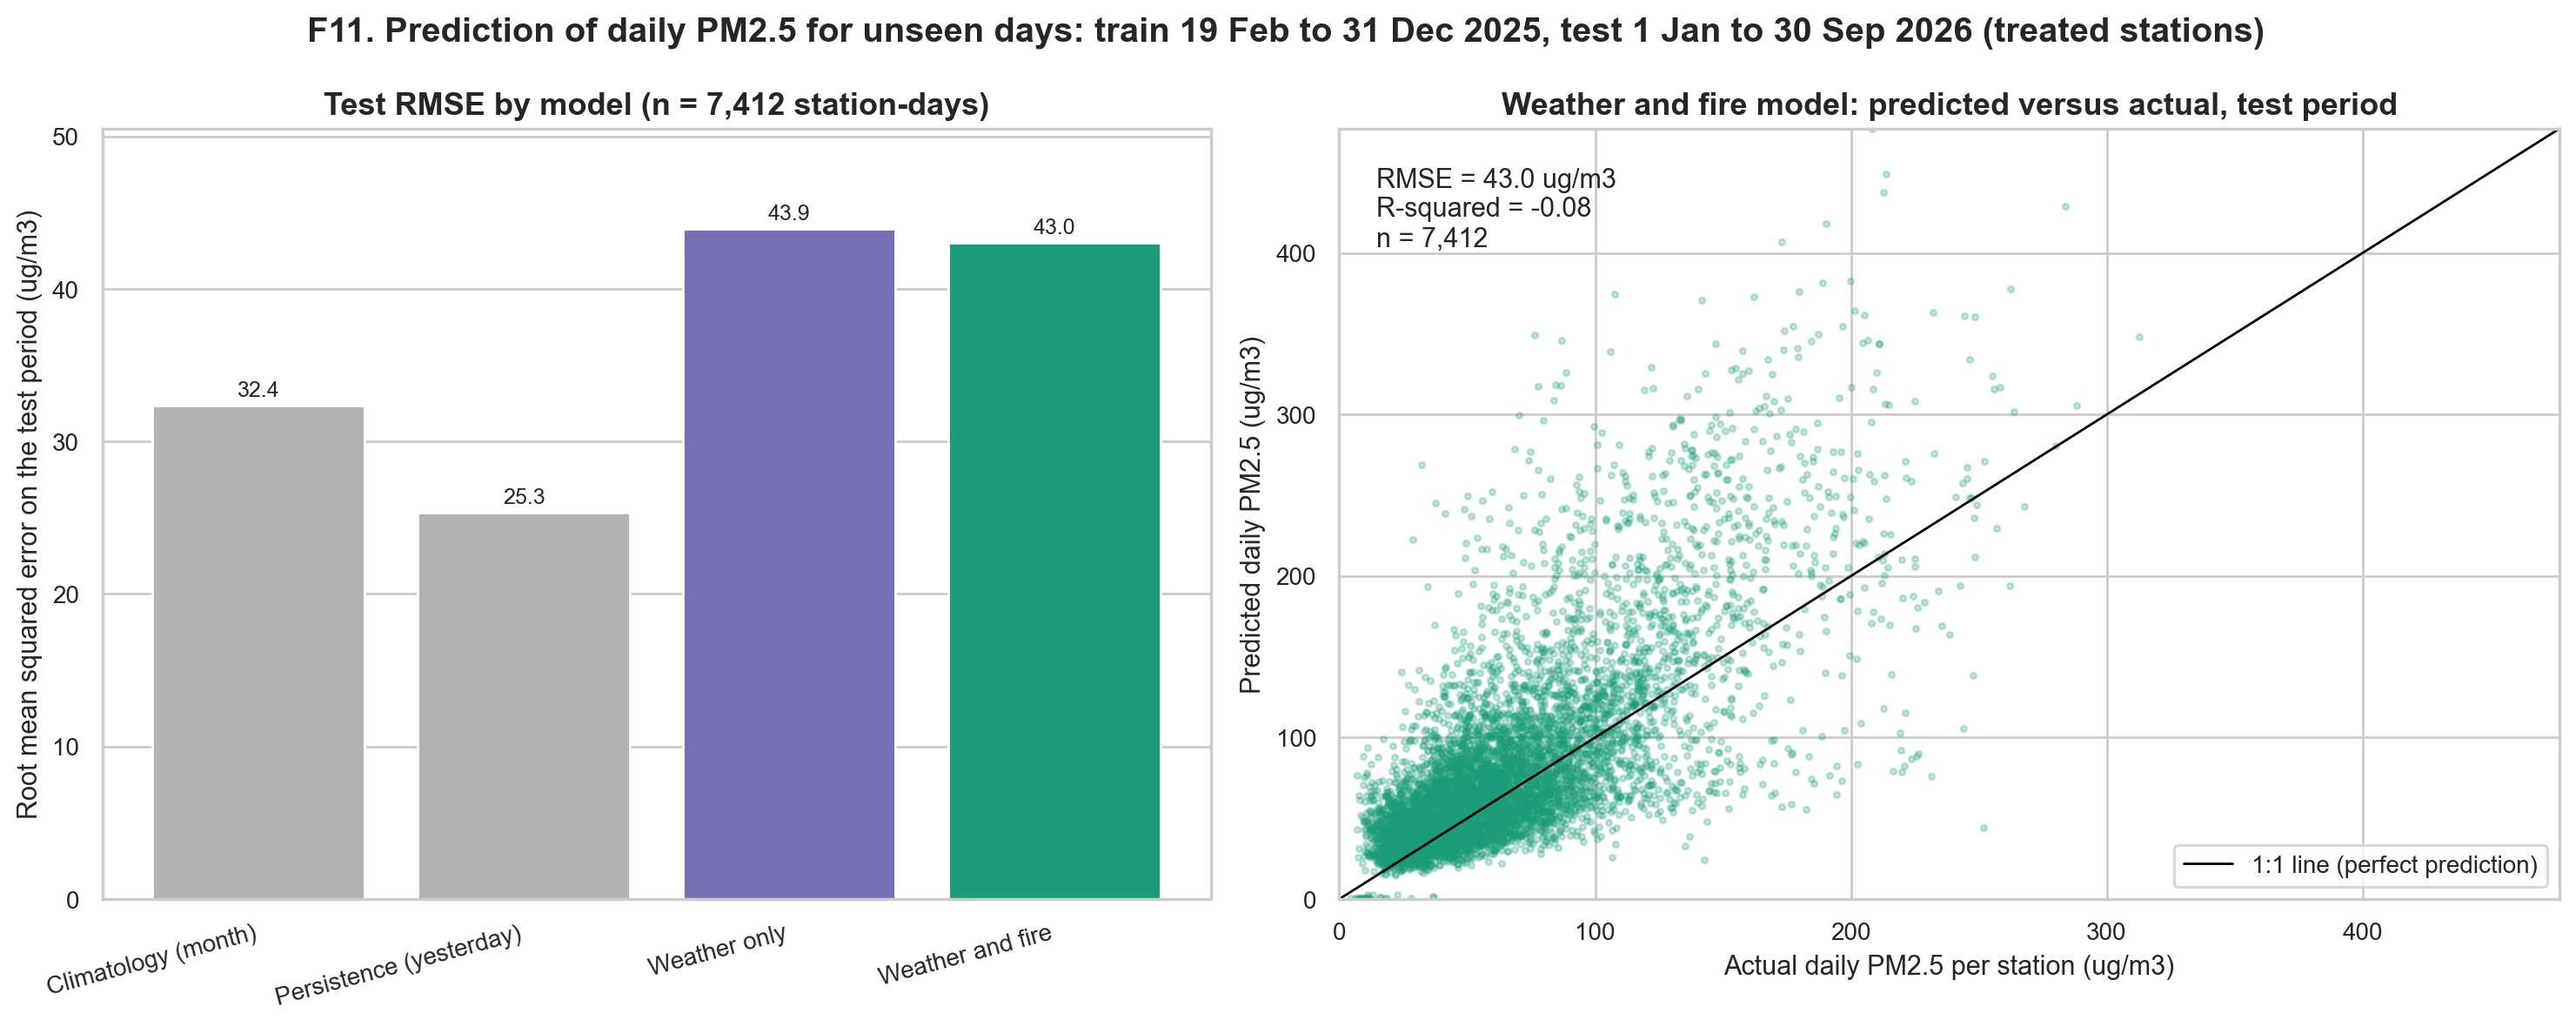 F11. Prediction of daily PM2.5 for unseen days: train 19 Feb to 31 Dec 2025, test 1 Jan to 30 Sep 2026 (treated stations)
Test RMSE by model (n = 7,412 station-days)
Root mean squared error on the test period (ug/m3)
50
40
30
20
10
0
32.4
25.3
43.9
43.0
Climatology (month)
Persistence (yesterday)
Weather only
Weather and fire
Weather and fire model: predicted versus actual, test period
RMSE = 43.0 ug/m3
R-squared = -0.08
n = 7,412
Predicted daily PM2.5 (ug/m3)
400
300
200
100
0
1:1 line (perfect prediction)
0
100
200
300
400
Actual daily PM2.5 per station (ug/m3)